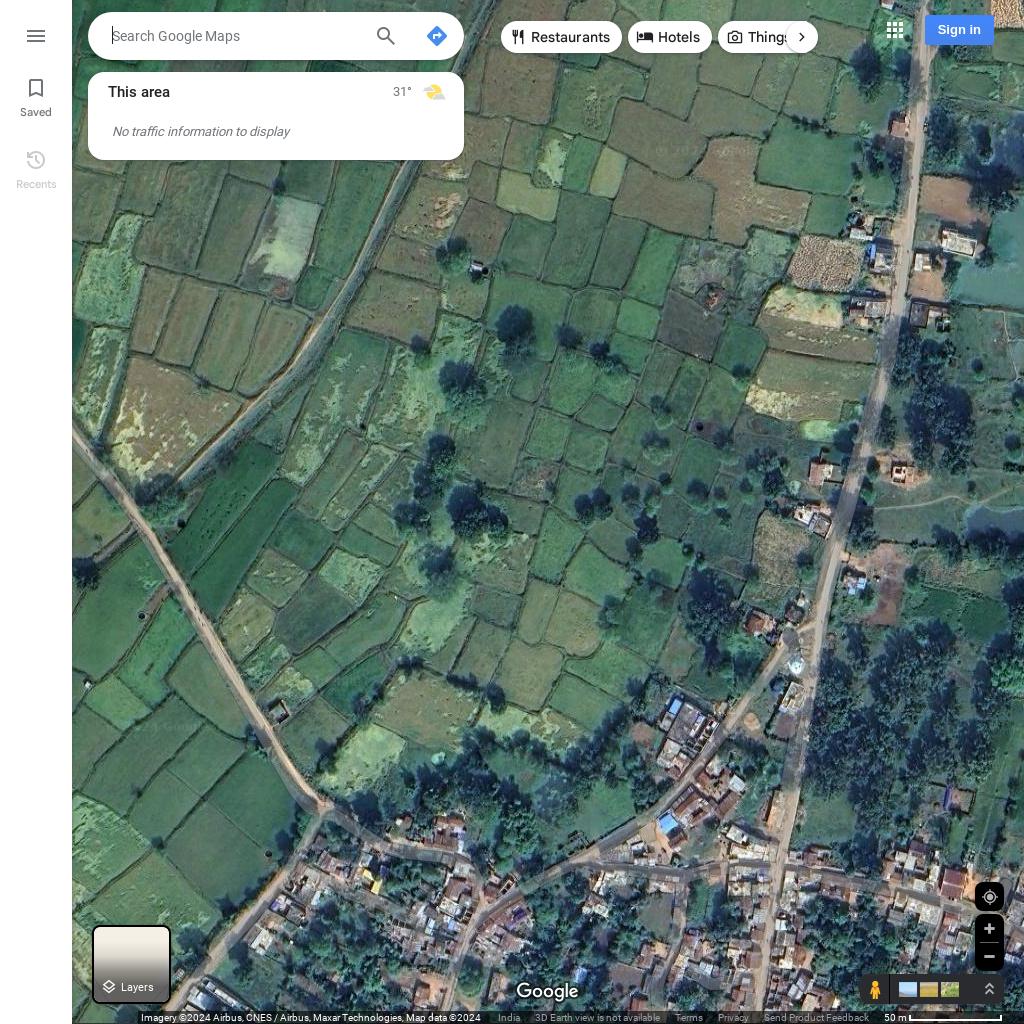 Search Google Maps
Restaurants
Hotels
Things
Sign in
Saved
Recents
This area
31°
No traffic information to display
Layers
Google
Imagery ©2024 Airbus, CNES / Airbus, Maxar Technologies, Map data ©2024
India
3D Earth view is not available
Terms
Privacy
Send Product Feedback
50 m